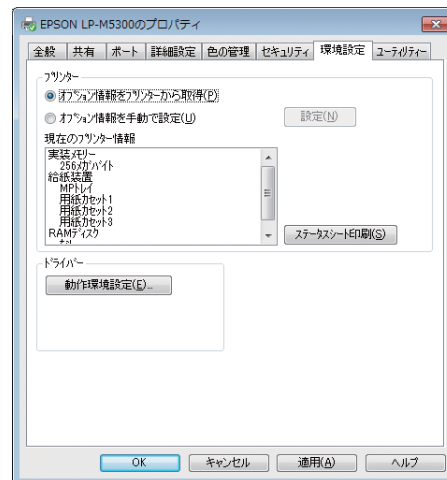 EPSON LP-M5300のプロパティ
全般 共有 ポート 詳細設定 色の管理 セキュリティ 環境設定 ユーティリティー
プリンター
オプション情報をプリンターから取得(P)
オプション情報を手動で設定(U)
設定(N)
現在のプリンター情報
実装メモリー
256メガバイト
給紙装置
MPトレイ
用紙カセット1
用紙カセット2
用紙カセット3
RAMディスク
ステータスシート印刷(S)
ドライバー
動作環境設定(E)...
OK キャンセル 適用(A) ヘルプ